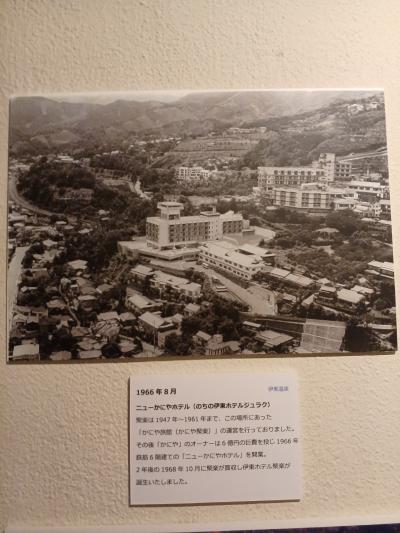 1966年8月
伊東温泉
ニューかにやホテル（のちの伊東ホテルジュラク）
聚楽は1947年〜1961年まで、この場所にあった
「かにや旅館（かにや聚楽）」の運営を行っておりました。
その後「かにや」のオーナーは6億円の巨費を投じ1966年
鉄筋6階建ての「ニューかにやホテル」を開業。
2年後の1968年10月に聚楽が買収し伊東ホテル聚楽が
誕生いたしました。